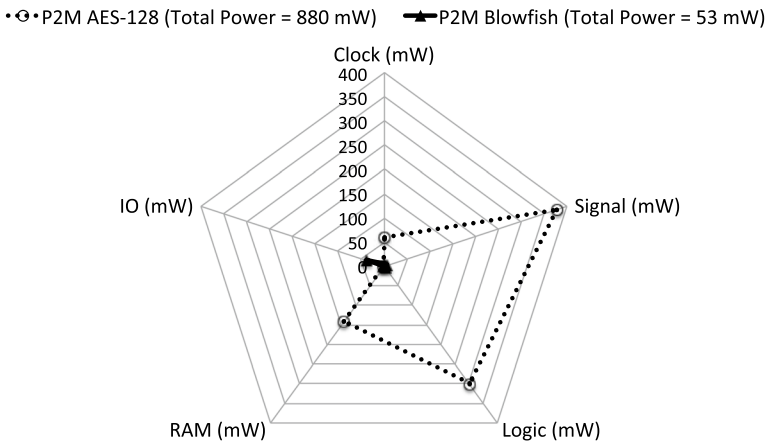 P2M AES-128 (Total Power = 880 mW) P2M Blowfish (Total Power = 53 mW)
Clock (mW)
400
350
300
250
200
150
100
50
0
IO (mW)
Signal (mW)
RAM (mW)
Logic (mW)